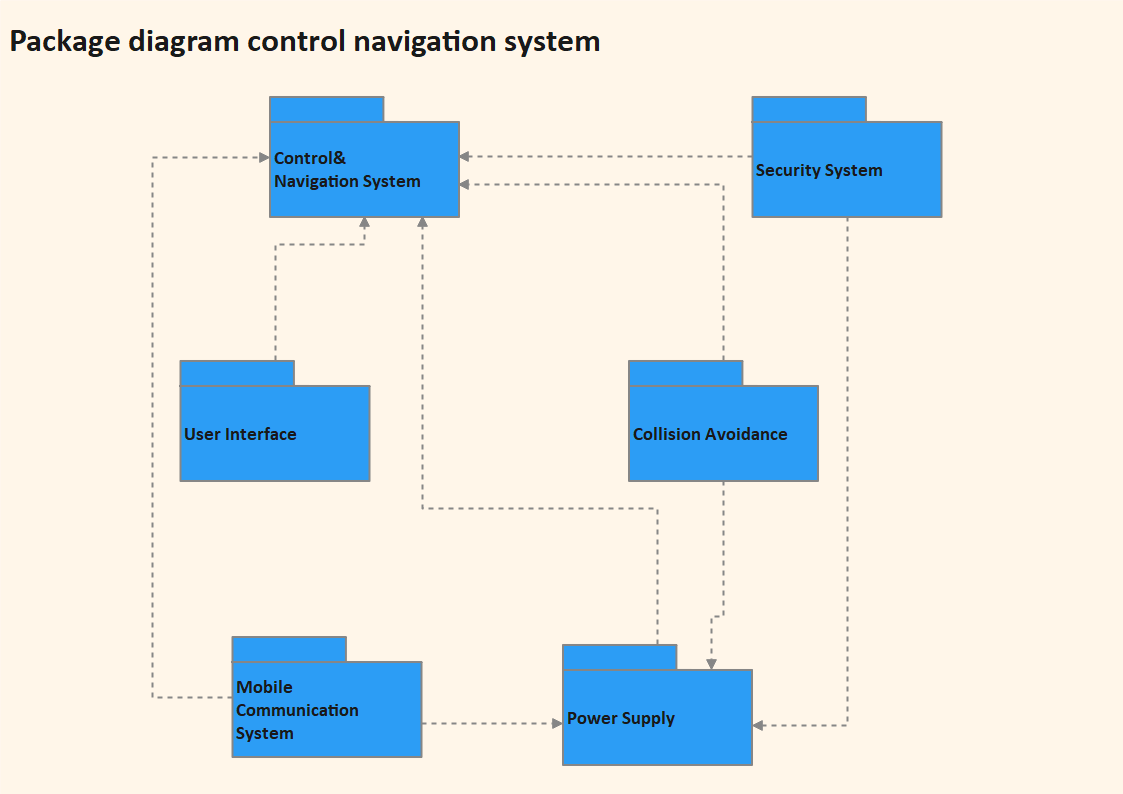 Package diagram control navigation system
Control&
Navigation System
Security System
User Interface
Collision Avoidance
Mobile
Communication
System
Power Supply